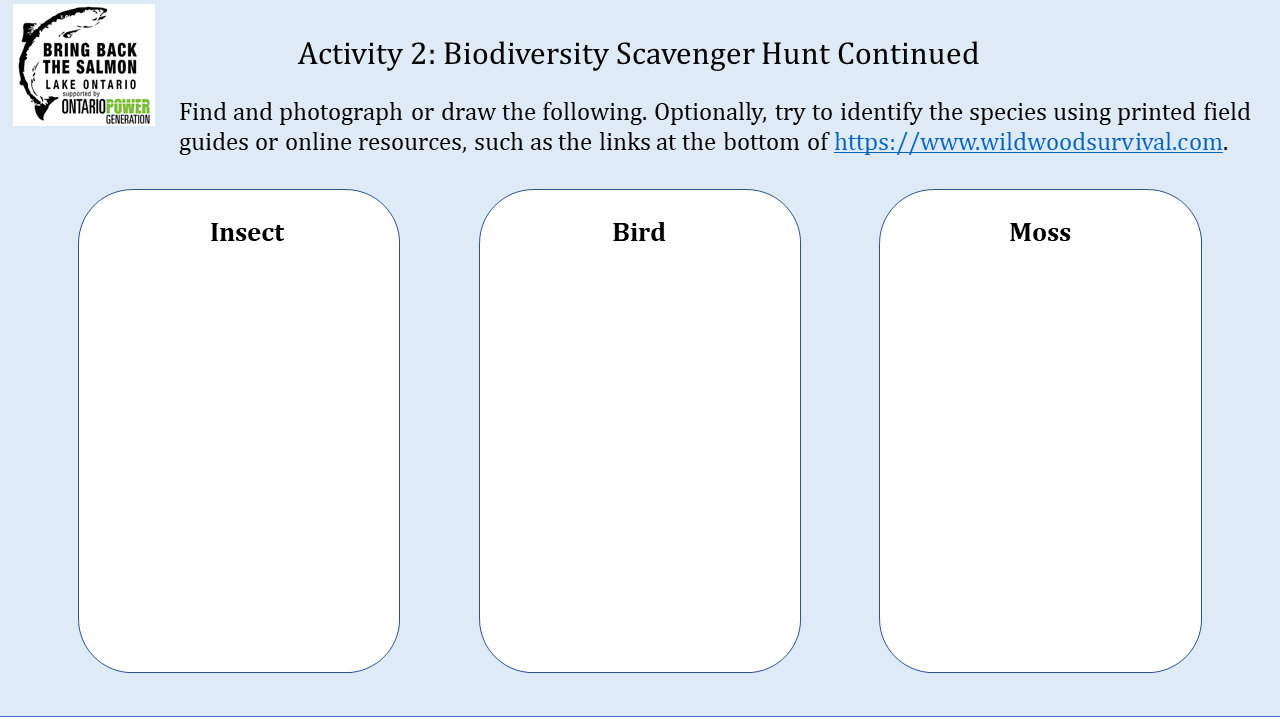 BRING BACK
THE SALMON
LAKE ONTARIO
supported by
ONTARIOPOWER
GENERATION
Activity 2: Biodiversity Scavenger Hunt Continued
Find and photograph or draw the following. Optionally, try to identify the species using printed field
guides or online resources, such as the links at the bottom of https://www.wildwoodsurvival.com.
Insect
Bird
Moss